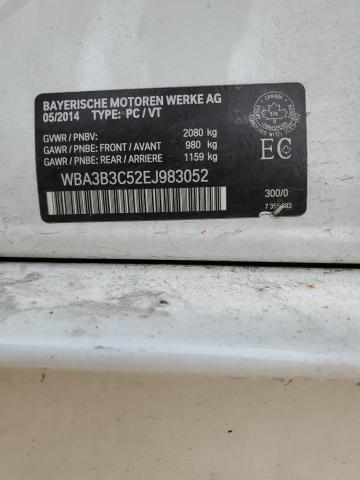 BAYERISCHE MOTOREN WERKE AG
05/2014 TYPE: PC / VT
GVWR / PNBV: 2080 kg
GAWR / PNBE: FRONT / AVANT 980 kg
GAWR / PNBE: REAR / ARRIERE 1159 kg
EC
WBA3B3C52EJ983052
300/0
CANADA